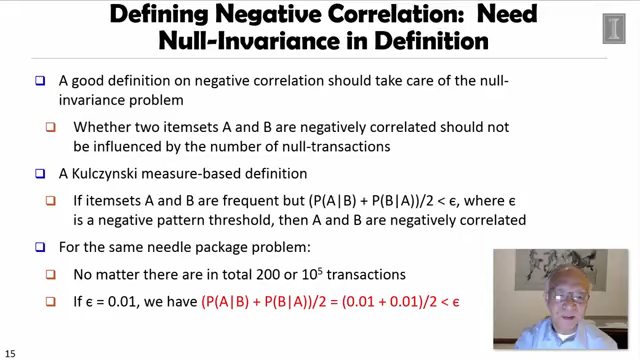 Defining Negative Correlation: Need
Null-Invariance in Definition
I
A good definition on negative correlation should take care of the null-
invariance problem
Whether two itemsets A and B are negatively correlated should not
be influenced by the number of null-transactions
A Kulczynski measure-based definition
If itemsets A and B are frequent but (P(A|B) + P(B|A))/2 < ϵ, where ϵ
is a negative pattern threshold, then A and B are negatively correlated
For the same needle package problem:
No matter there are in total 200 or 10⁵ transactions
If ϵ = 0.01, we have (P(A|B) + P(B|A))/2 = (0.01 + 0.01)/2 < ϵ
15